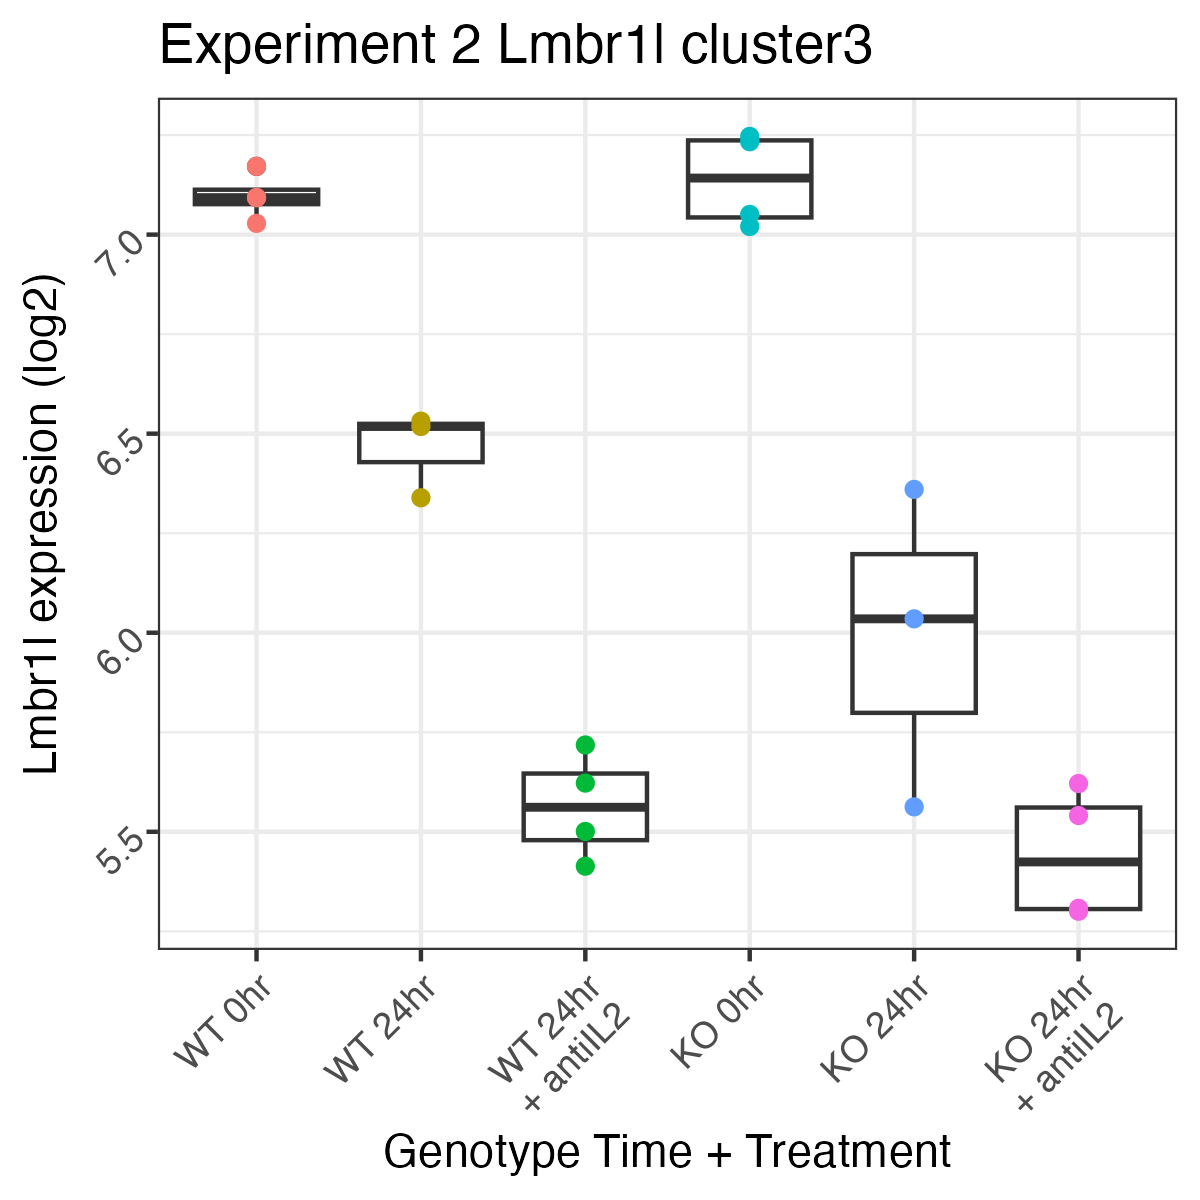 Experiment 2 Lmbr1l cluster3
Lmbr1l expression (log2)
7.0
6.5
6.0
5.5
WT 0hr
WT 24hr
WT 24hr
+ antiIL2
KO 0hr
KO 24hr
KO 24hr
+ antiIL2
Genotype Time + Treatment